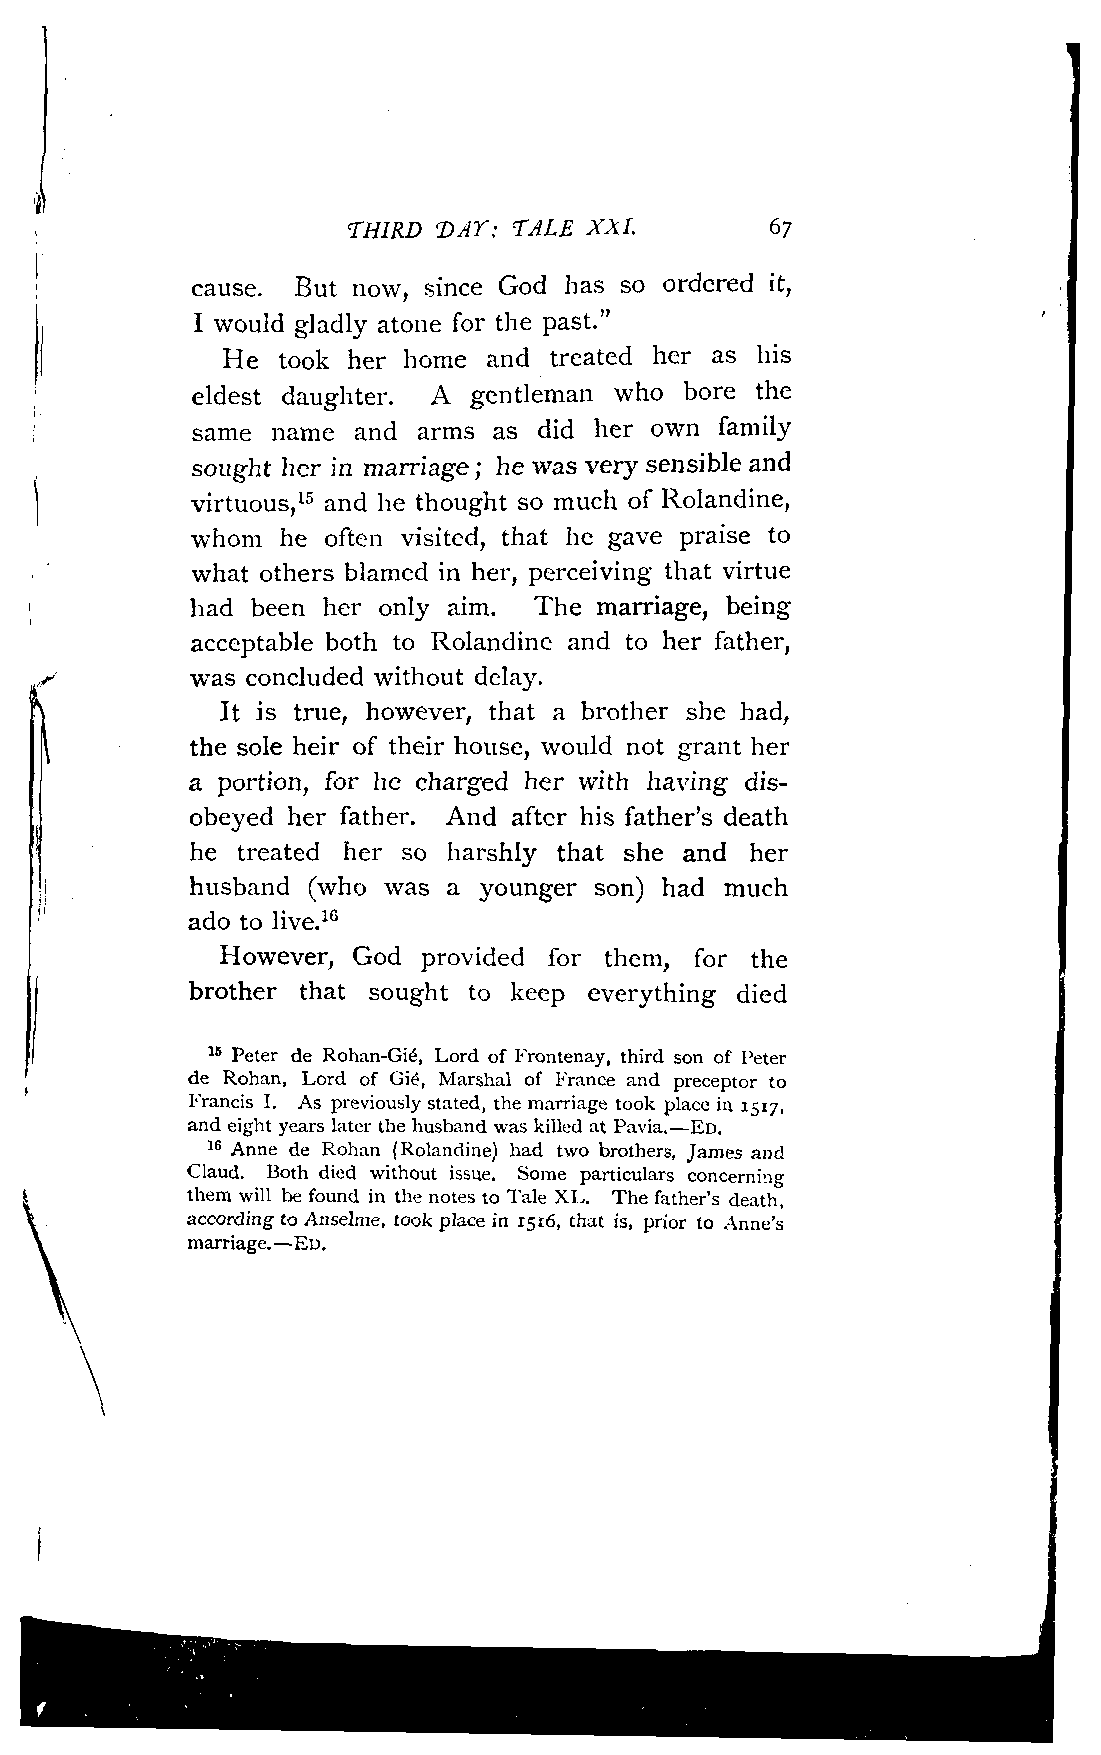 THIRD DAY: TALE XXI. 67
cause. But now, since God has so ordered it,
I would gladly atone for the past.”
He took her home and treated her as his
eldest daughter. A gentleman who bore the
same name and arms as did her own family
sought her in marriage; he was very sensible and
virtuous,¹⁵ and he thought so much of Rolandine,
whom he often visited, that he gave praise to
what others blamed in her, perceiving that virtue
had been her only aim. The marriage, being
acceptable both to Rolandine and to her father,
was concluded without delay.
It is true, however, that a brother she had,
the sole heir of their house, would not grant her
a portion, for he charged her with having dis-
obeyed her father. And after his father's death
he treated her so harshly that she and her
husband (who was a younger son) had much
ado to live.¹⁶
However, God provided for them, for the
brother that sought to keep everything died
¹⁵ Peter de Rohan-Gié, Lord of Frontenay, third son of Peter
de Rohan, Lord of Gié, Marshal of France and preceptor to
Francis I. As previously stated, the marriage took place in 1517,
and eight years later the husband was killed at Pavia.—ED.
¹⁶ Anne de Rohan (Rolandine) had two brothers, James and
Claud. Both died without issue. Some particulars concerning
them will be found in the notes to Tale XL. The father's death,
according to Anselme, took place in 1516, that is, prior to Anne's
marriage.—ED.